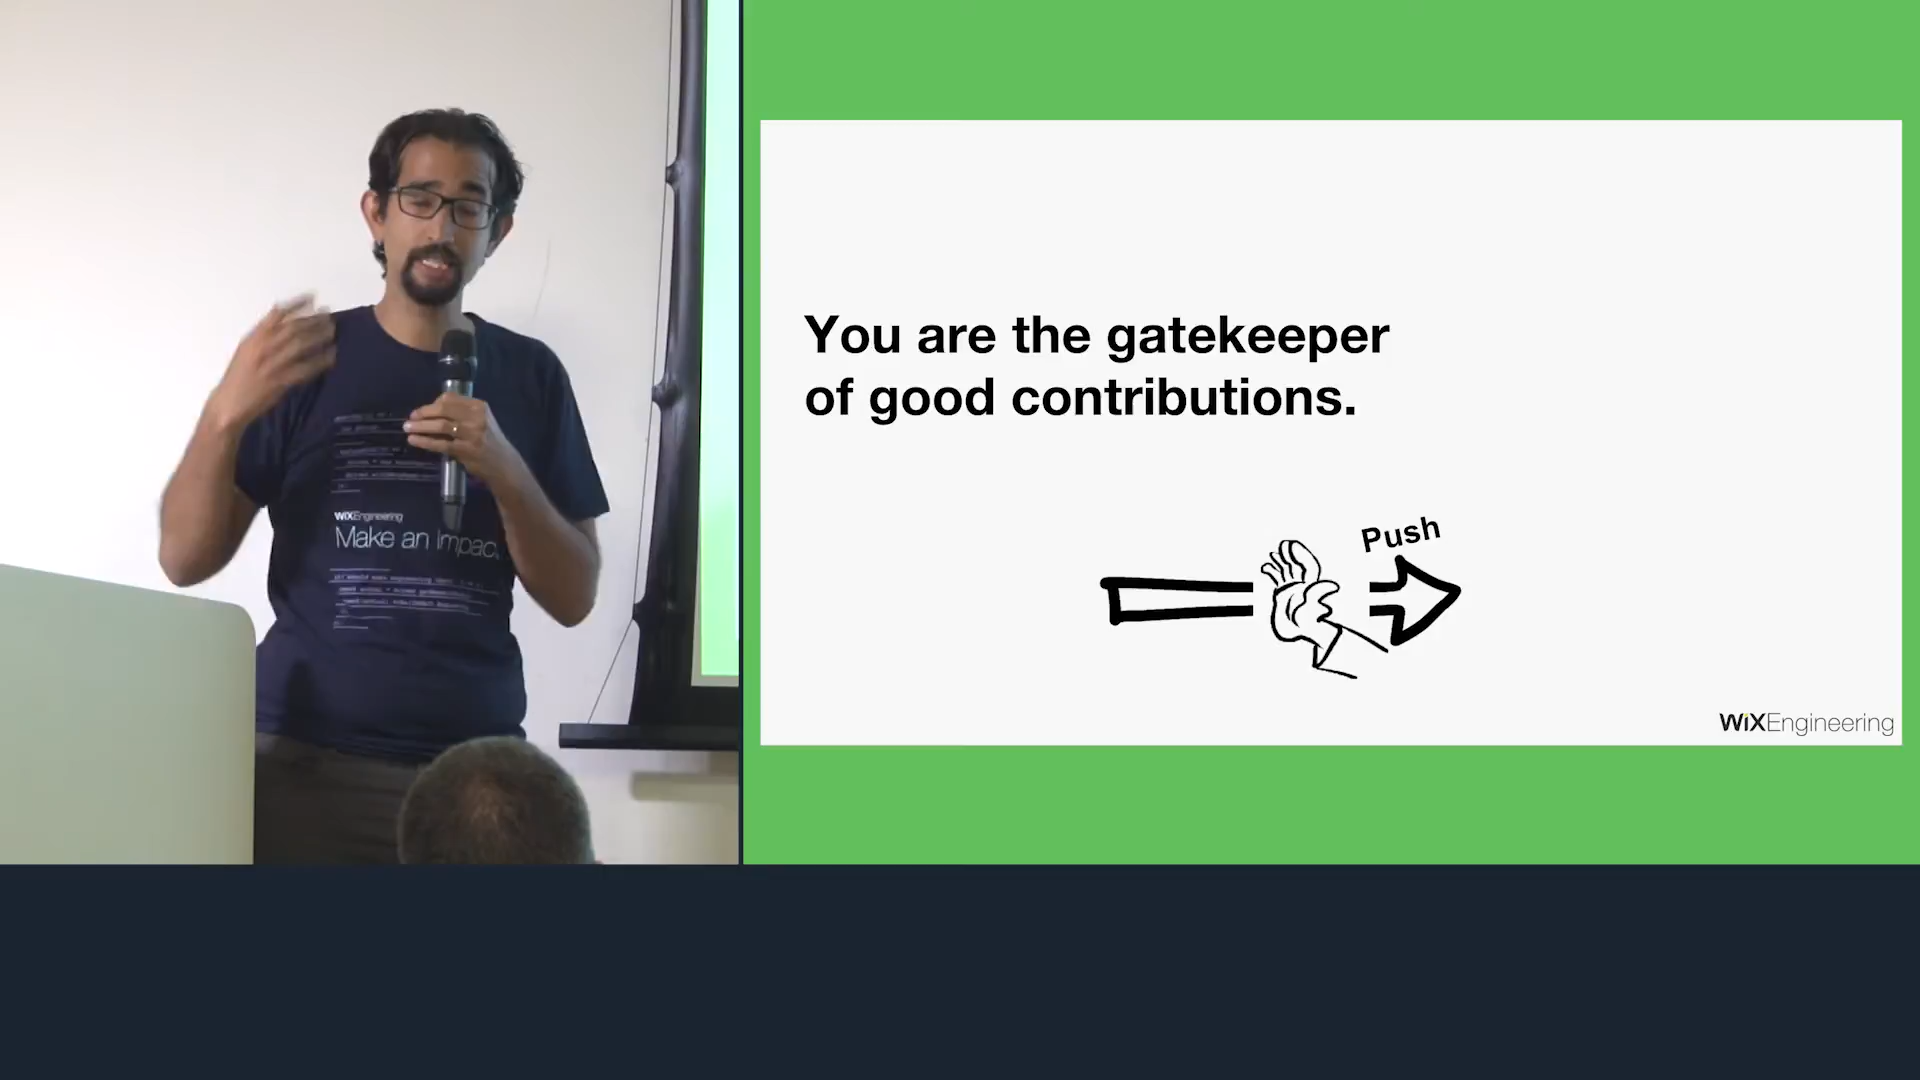 You are the gatekeeper
of good contributions.
Push
WiXEngineering
WiXEngineering
Make an Impact.